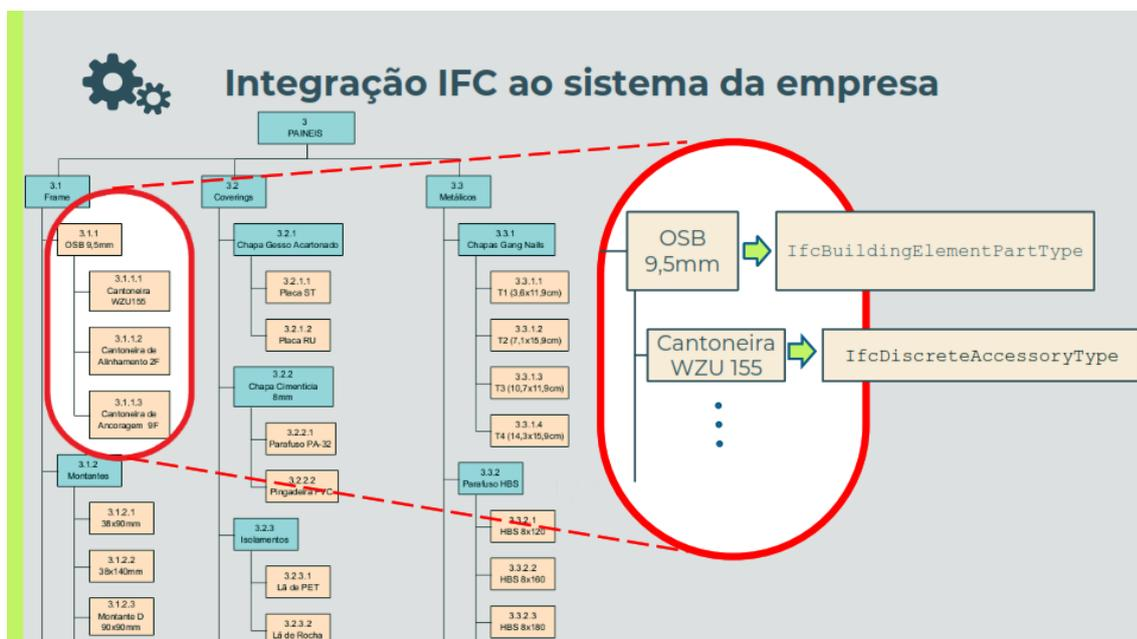 Integração IFC ao sistema da empresa
3
PAINEIS
3.1
Frame
3.1.1
OSB 9,5mm
3.1.1.1
Cantoneira
WZU155
3.1.1.2
Cantoneira de
Alinhamento 2F
3.1.1.3
Cantoneira de
Ancoragem 9F
3.1.2
Montantes
3.1.2.1
38x90mm
3.1.2.2
38x140mm
3.1.2.3
Montante D
90x90mm
3.2
Coverings
3.2.1
Chapa Gesso Acartonado
3.2.1.1
Placa ST
3.2.1.2
Placa RU
3.2.2
Chapa Cimentícia
8mm
3.2.2.1
Parafuso PA-32
3.2.2.2
Pingadeira PVC
3.2.3
Isolamentos
3.2.3.1
Lã de PET
3.2.3.2
Lã de Rocha
3.3
Metálicos
3.3.1
Chapas Gang Nails
3.3.1.1
T1 (3,6x11,9cm)
3.3.1.2
T2 (7,1x15,9cm)
3.3.1.3
T3 (10,7x11,9cm)
3.3.1.4
T4 (14,3x15,9cm)
3.3.2
Parafuso HBS
3.3.2.1
HBS 8x120
3.3.2.2
HBS 8x160
3.3.2.3
HBS 8x180
OSB
9,5mm
IfcBuildingElementPartType
Cantoneira
WZU 155
IfcDiscreteAccessoryType